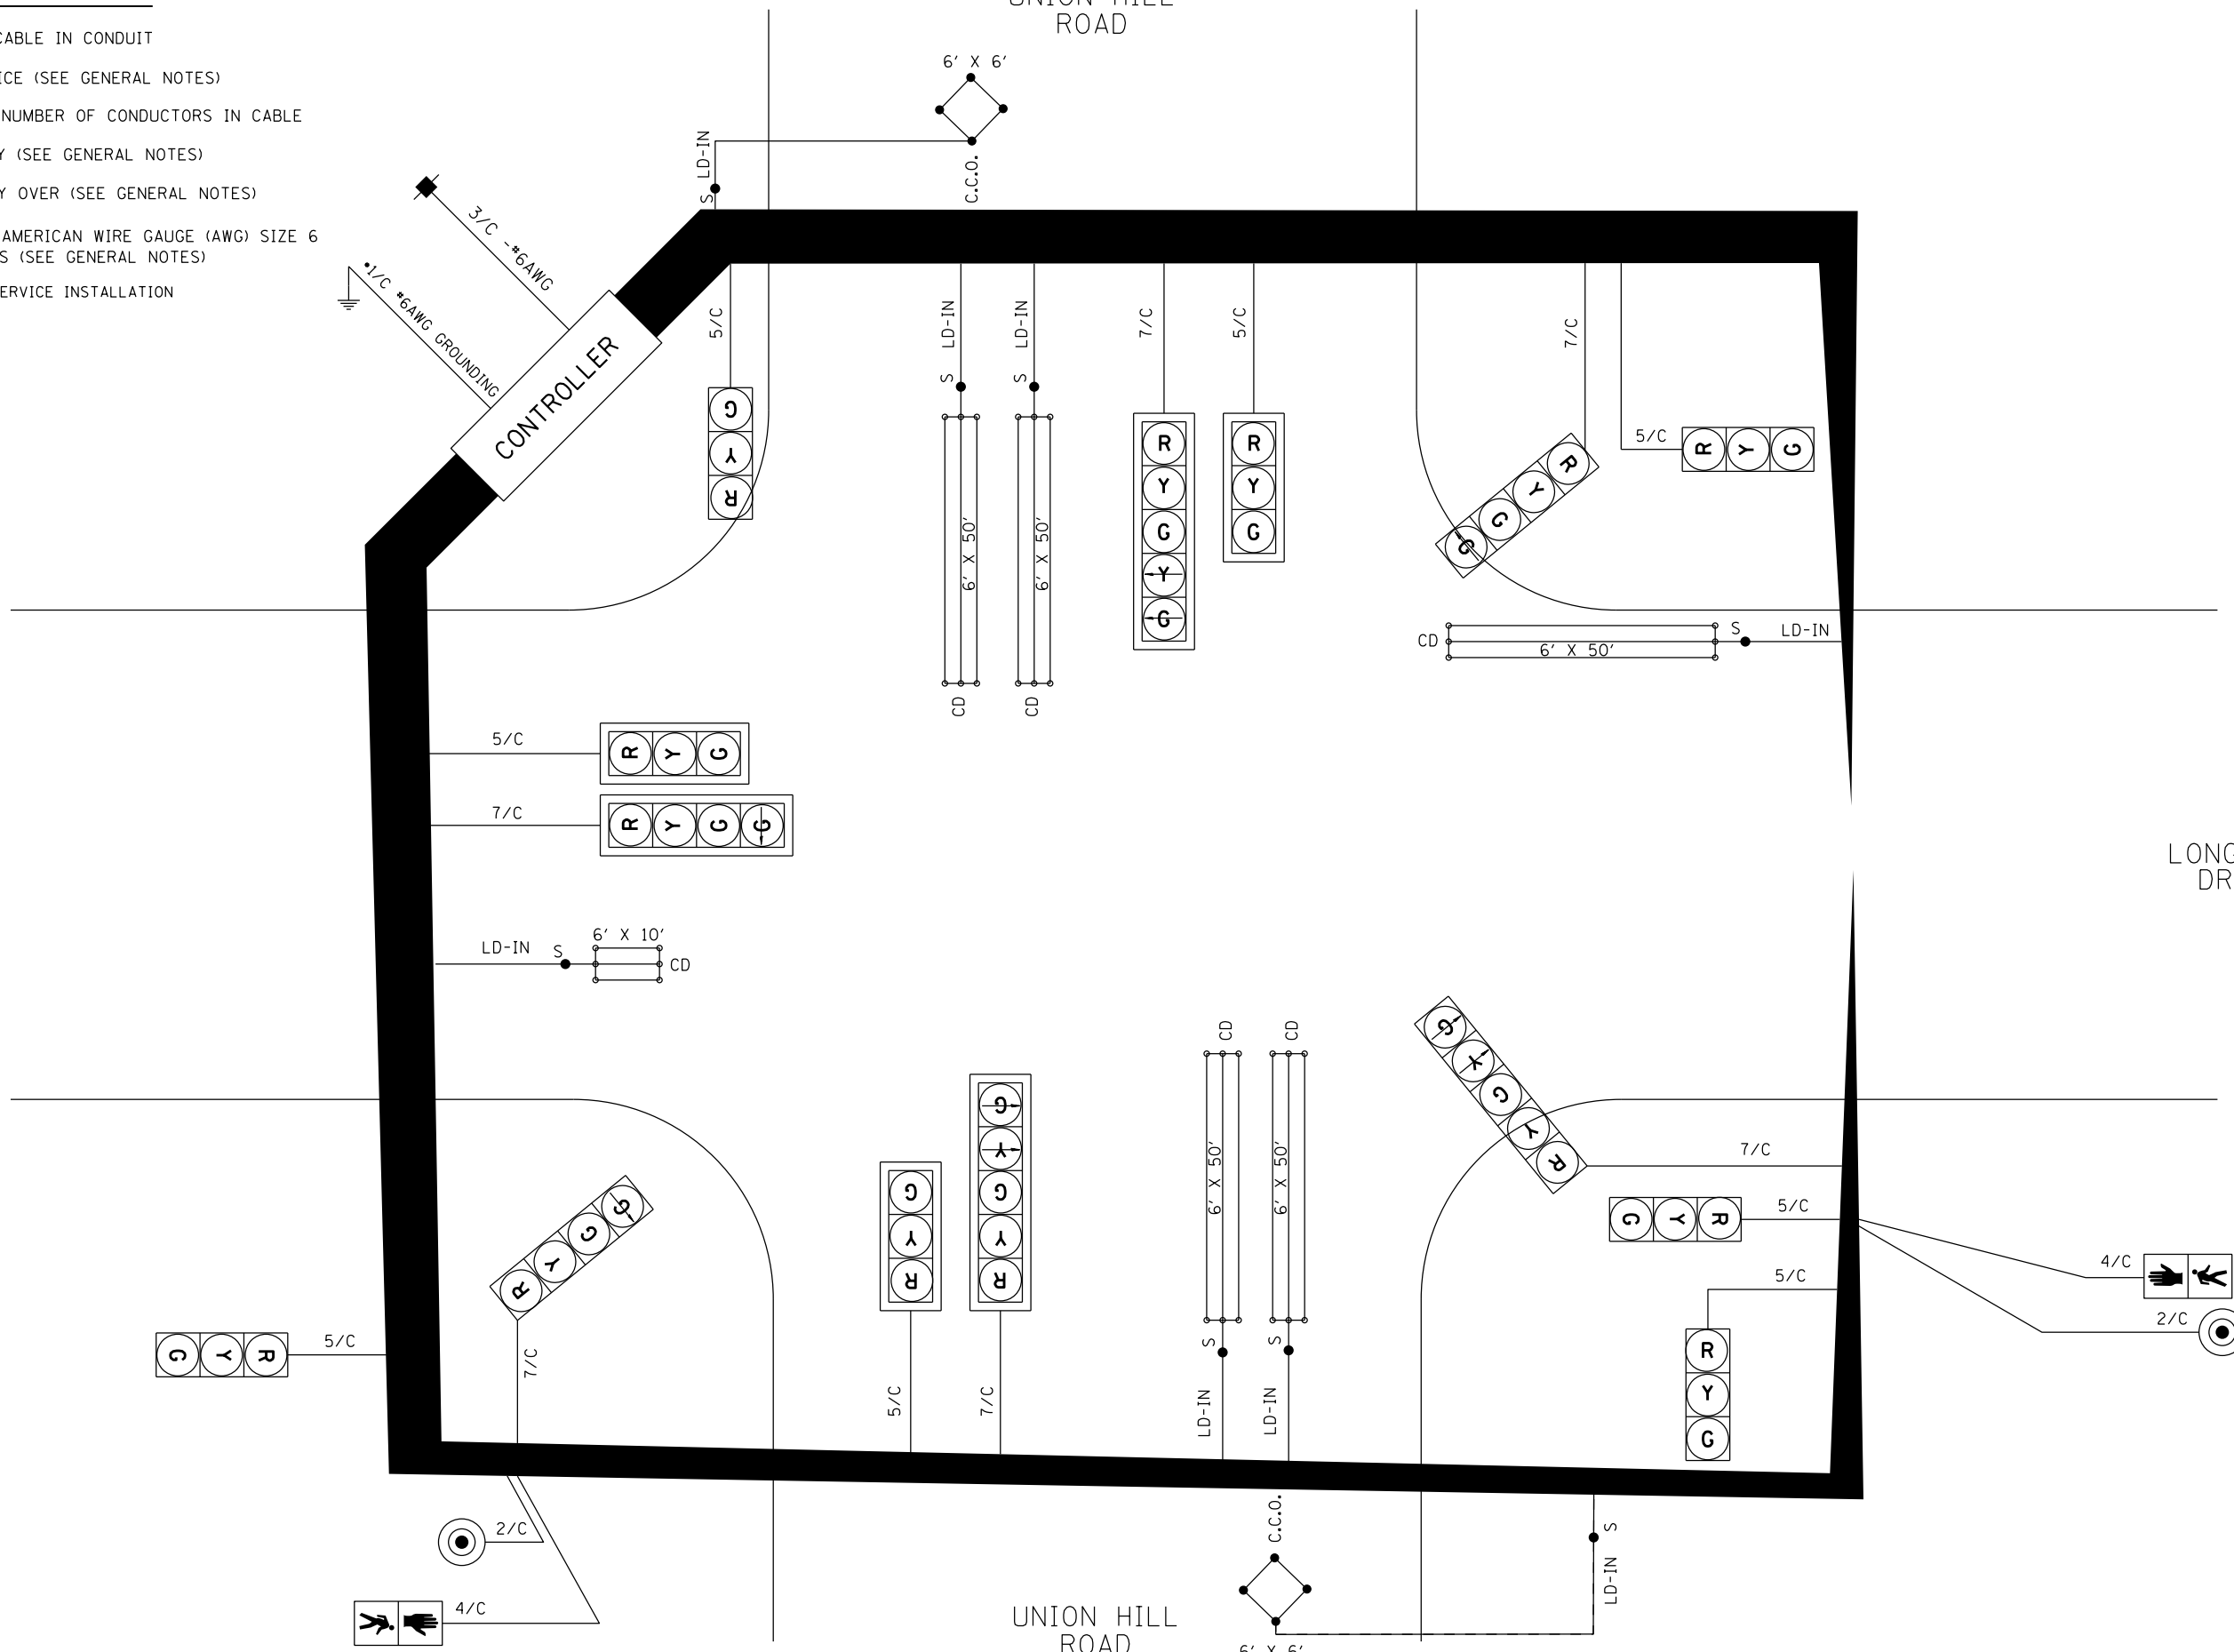 UNION HILL
ROAD
CABLE IN CONDUIT
ICE (SEE GENERAL NOTES)
NUMBER OF CONDUCTORS IN CABLE
Y (SEE GENERAL NOTES)
Y OVER (SEE GENERAL NOTES)
AMERICAN WIRE GAUGE (AWG) SIZE 6
S (SEE GENERAL NOTES)
ERVICE INSTALLATION
6' X 6'
LD-IN
S
C.C.O.
3/C -#6AWG
•1/C #6AWG GROUNDING
CONTROLLER
5/C
LD-IN
LD-IN
7/C
5/C
7/C
S
S
G
Y
R
6' X 50'
6' X 50'
CD
CD
R
Y
G
Y
G
R
Y
G
R
Y
G
G
5/C
R Y G
CD
6' X 50'
S
LD-IN
5/C
R Y G
7/C
R Y G G
LONG
DR
LD-IN
S
6' X 10'
CD
CD
CD
6' X 50'
6' X 50'
S
S
LD-IN
LD-IN
G
Y
G
Y
R
7/C
G Y R
5/C
5/C
R
Y
G
4/C
2/C
G
Y
R
5/C
G
Y
G
Y
R
7/C
R
Y
G
G
7/C
G Y R
5/C
2/C
4/C
C.C.O.
S
LD-IN
UNION HILL
ROAD
6' X 6'